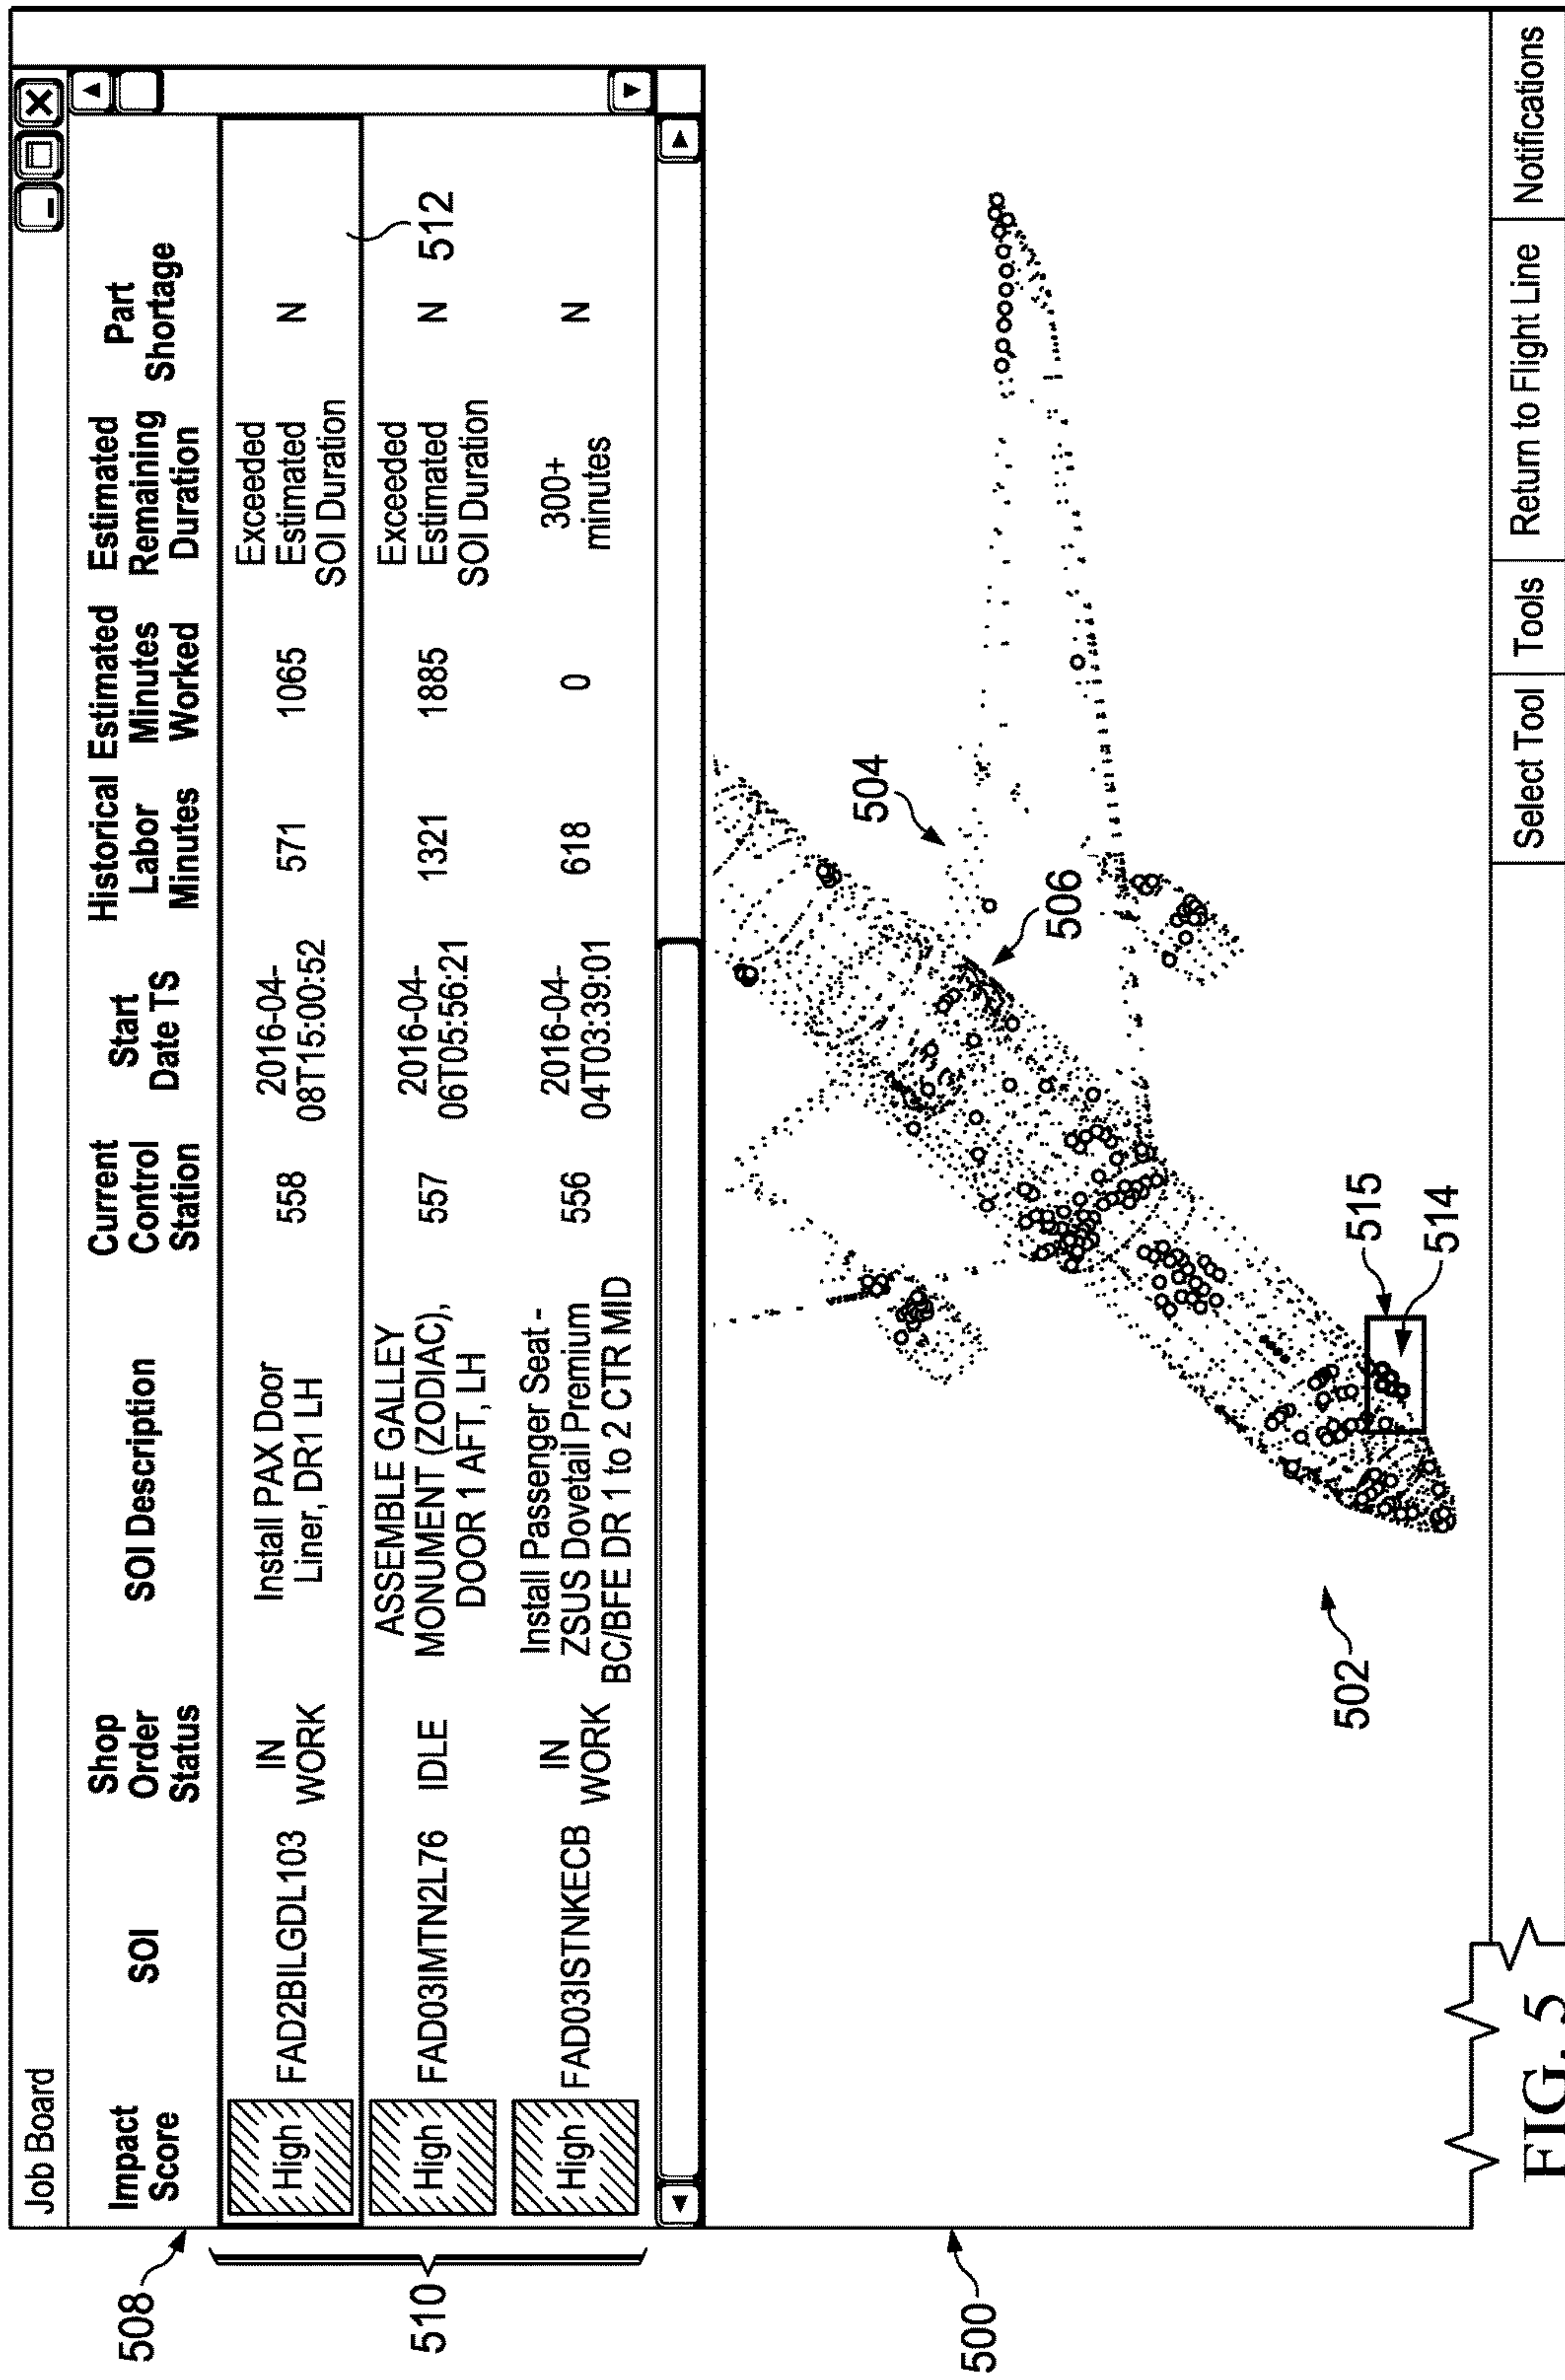 Job Board
Impact
Score
SOI
Shop
Order
Status
SOI Description
Current
Control
Station
Start
Date TS
Historical
Labor
Minutes
Estimated
Minutes
Worked
Estimated
Remaining
Duration
Part
Shortage
High
FAD2BILGDL103
IN
WORK
Install PAX Door
Liner, DR1 LH
558
2016-04-
08T15:00:52
571
1065
Exceeded
Estimated
SOI Duration
N
High
FAD03IMTN2L76
IDLE
ASSEMBLE GALLEY
MONUMENT (ZODIAC),
DOOR 1 AFT, LH
557
2016-04-
06T05:56:21
1321
1885
Exceeded
Estimated
SOI Duration
N
High
FAD03ISTNKECB
IN
WORK
Install Passenger Seat -
ZSUS Dovetail Premium
BC/BFE DR 1 to 2 CTR MID
556
2016-04-
04T03:39:01
618
0
300+
minutes
N
508
510
512
500
504
506
502
515
514
Select Tool
Tools
Return to Flight Line
Notifications
FIG. 5